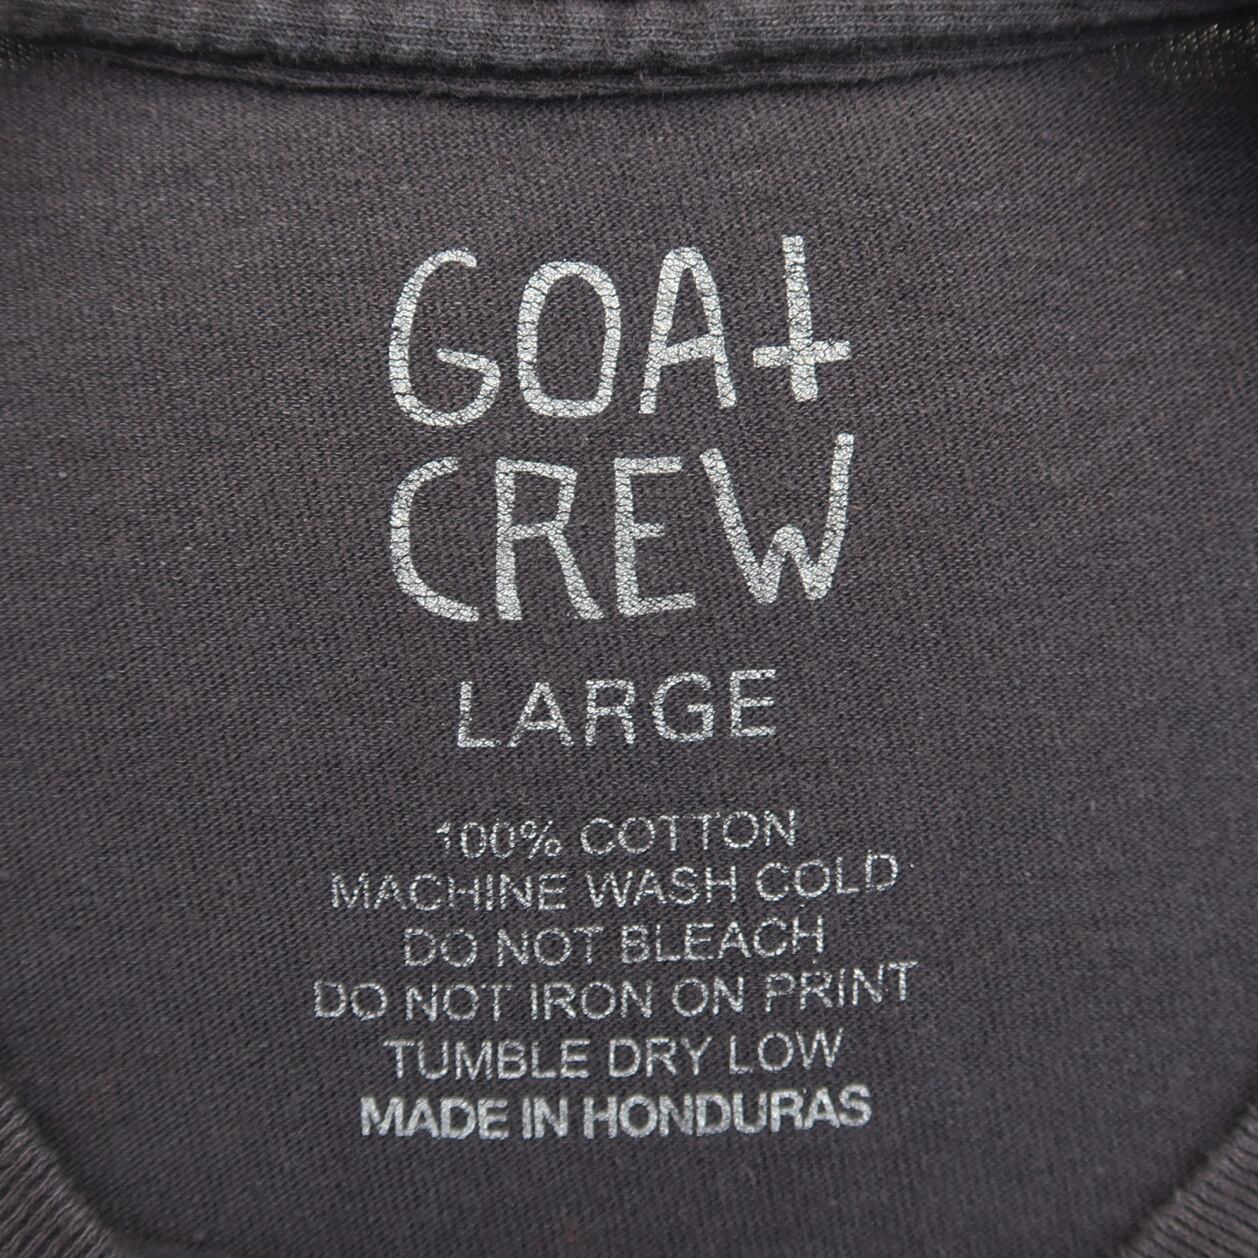 GOAT
CREW
LARGE
100% COTTON
MACHINE WASH COLD
DO NOT BLEACH
DO NOT IRON ON PRINT
TUMBLE DRY LOW
MADE IN HONDURAS